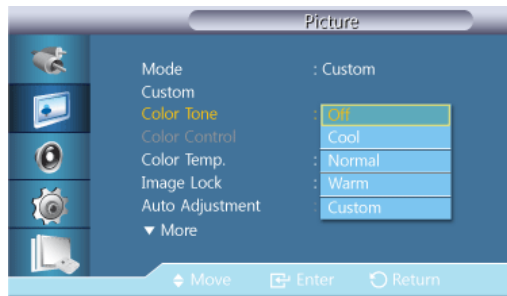 Picture
Mode : Custom
Custom
Color Tone : Off
Color Control Cool
Color Temp. : Normal
Image Lock : Warm
Auto Adjustment : Custom
▼ More
Move Enter Return